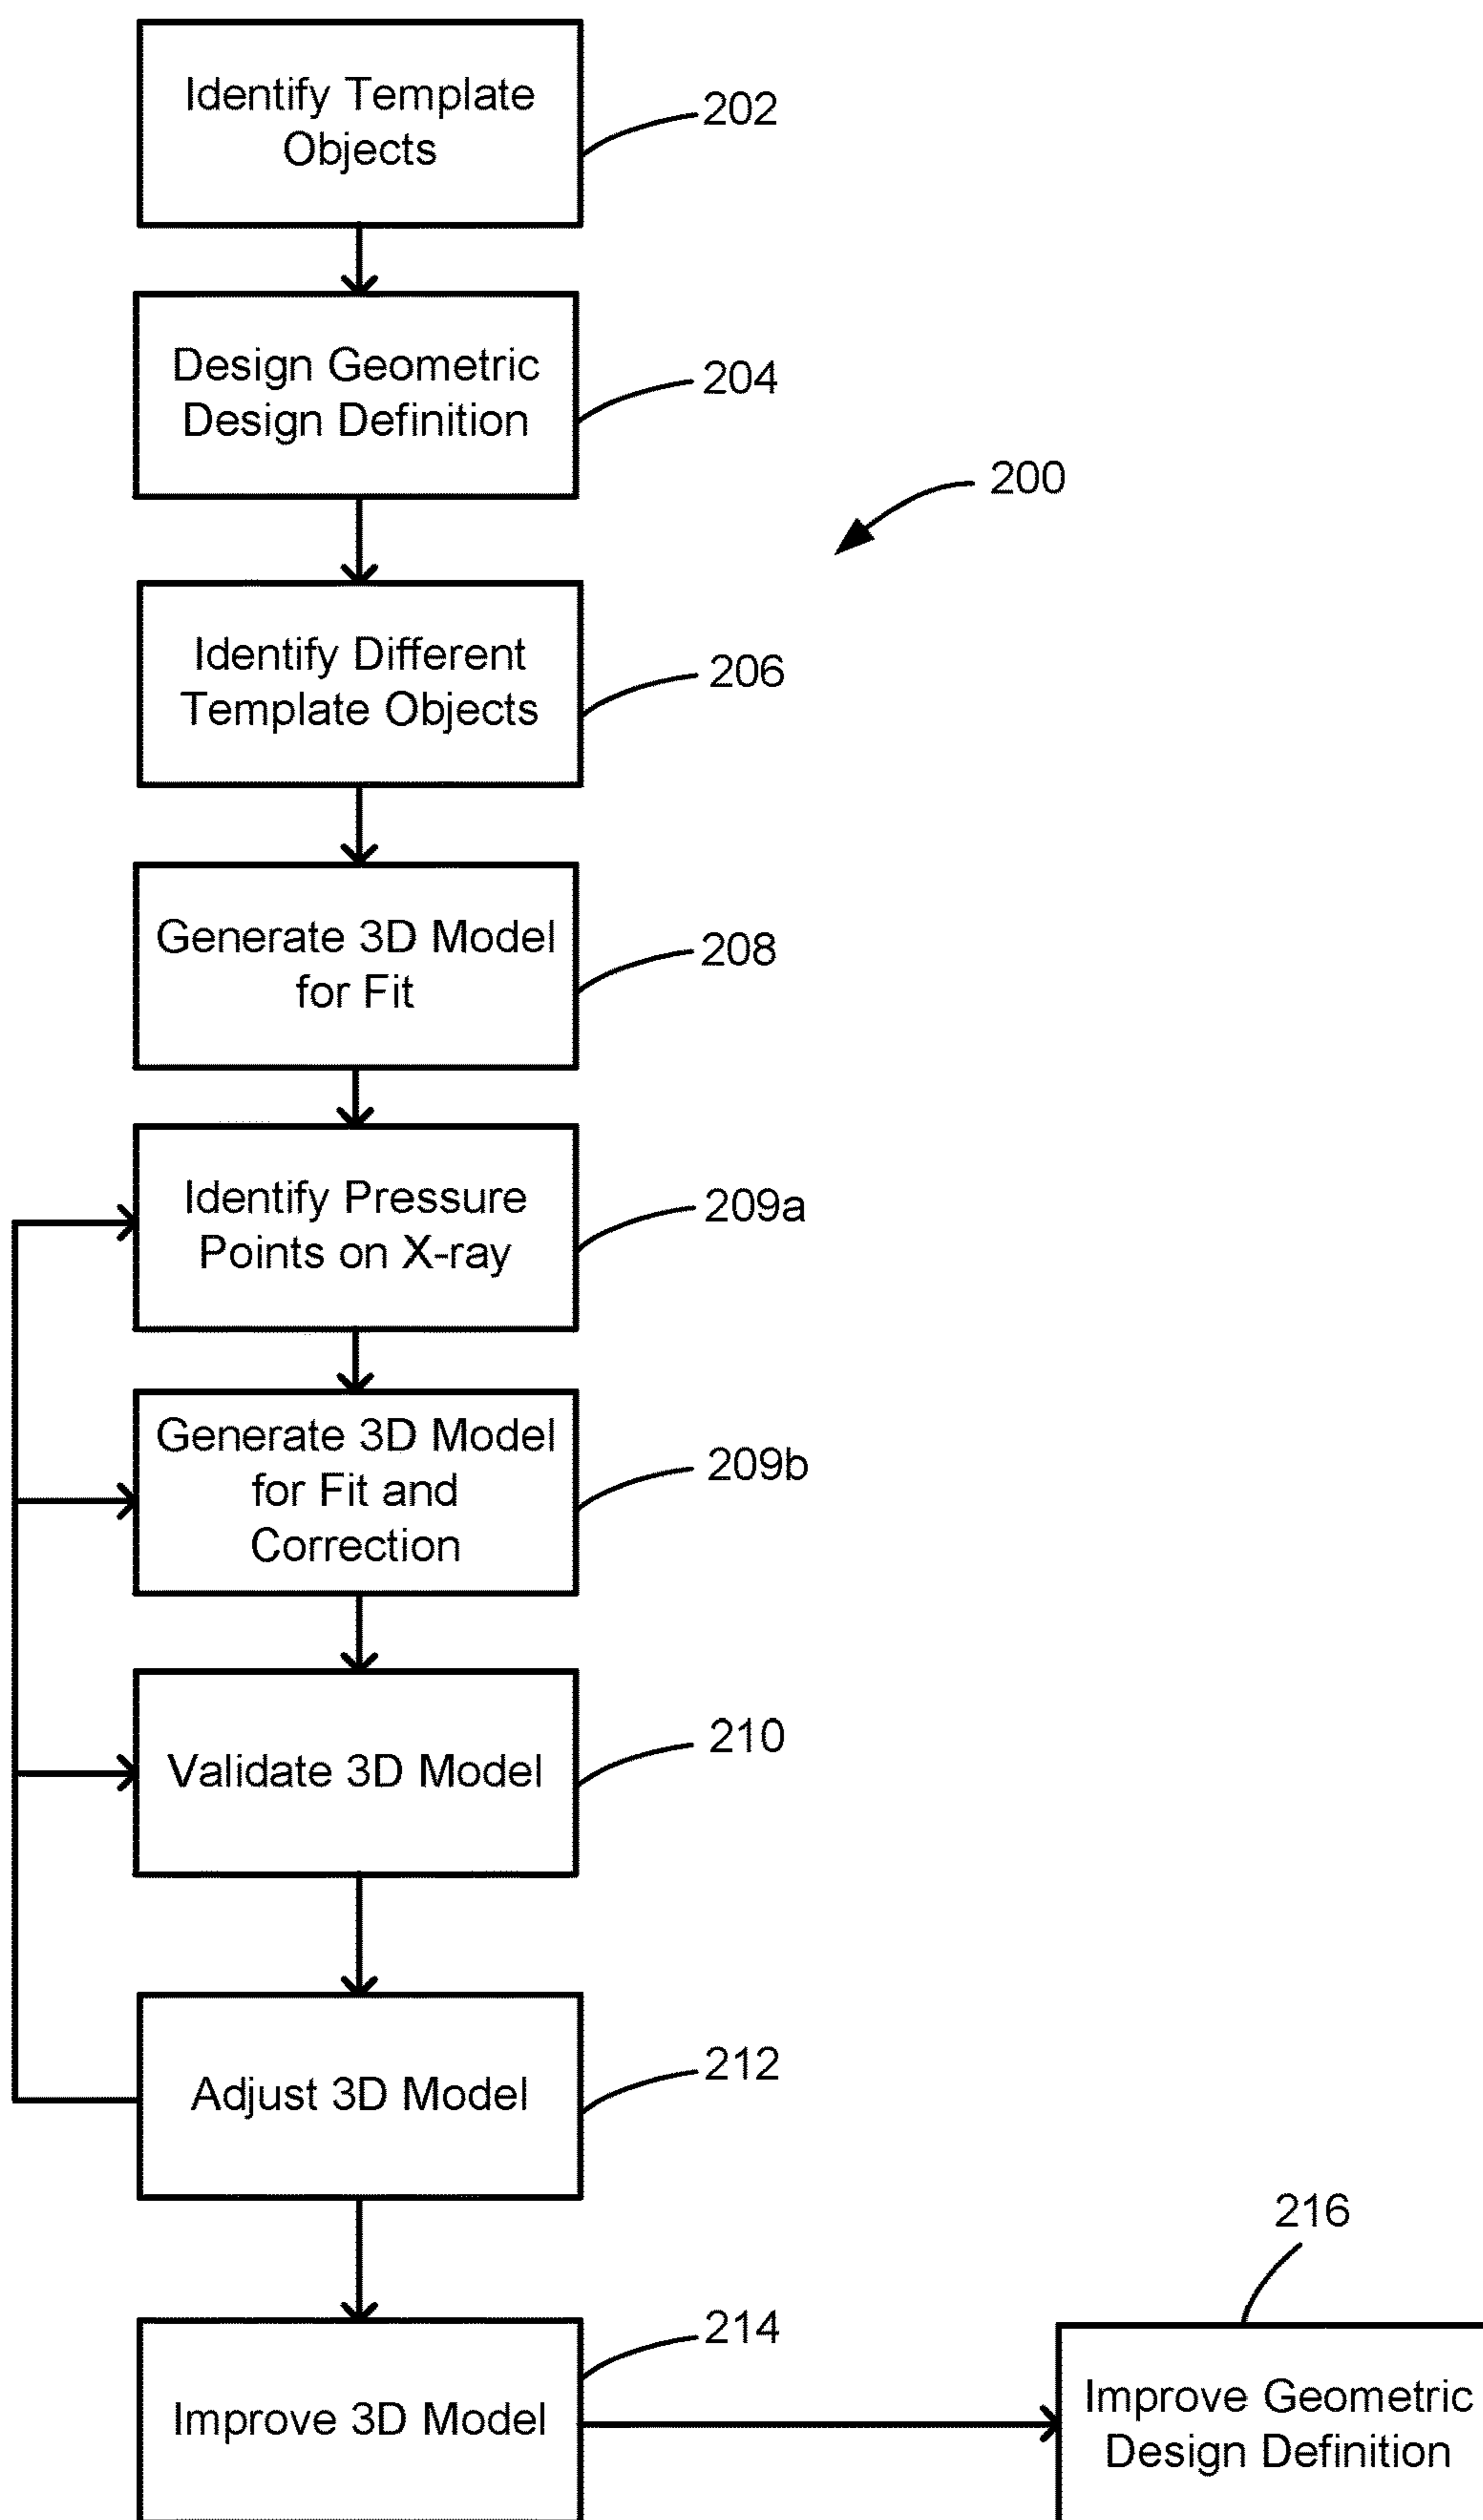 Identify Template
Objects
202
Design Geometric
Design Definition
204
200
Identify Different
Template Objects
206
Generate 3D Model
for Fit
208
Identify Pressure
Points on X-ray
209a
Generate 3D Model
for Fit and
Correction
209b
Validate 3D Model
210
Adjust 3D Model
212
Improve 3D Model
214
216
Improve Geometric
Design Definition